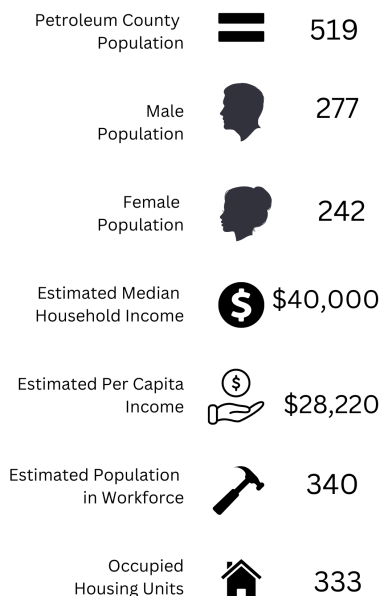 Petroleum County
Population
519
Male
Population
277
Female
Population
242
Estimated Median
Household Income
$40,000
Estimated Per Capita
Income
$28,220
Estimated Population
in Workforce
340
Occupied
Housing Units
333